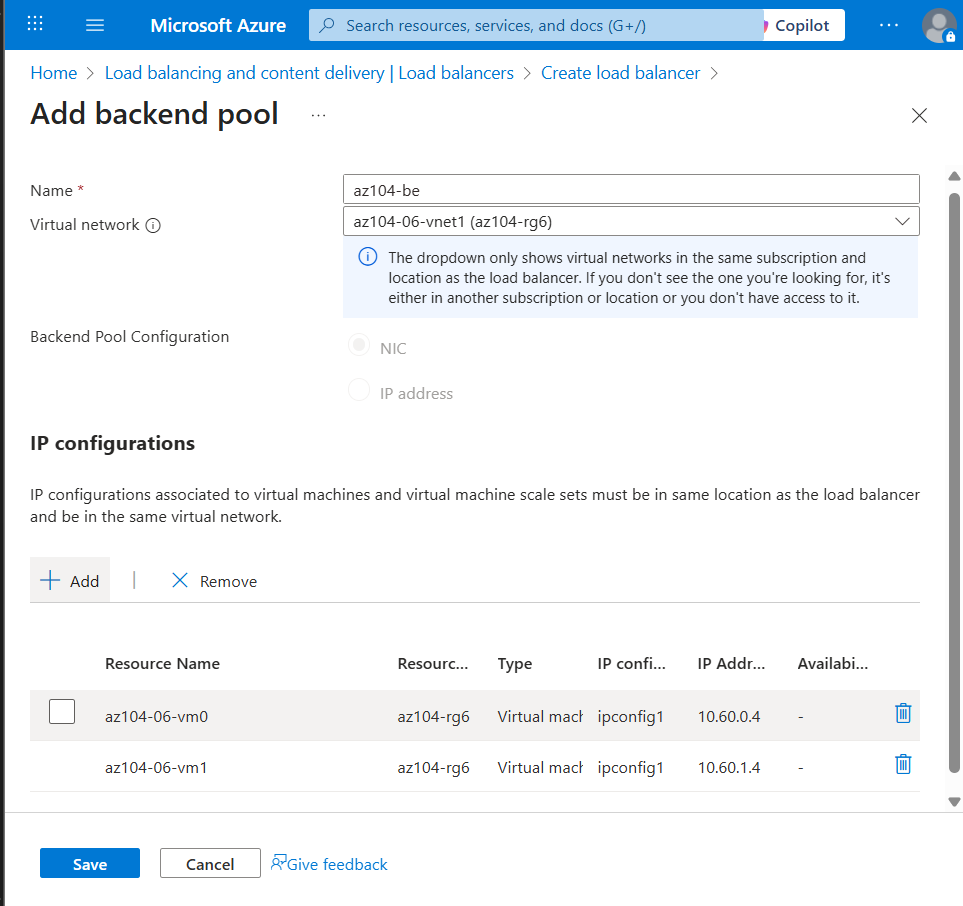 Microsoft Azure
Search resources, services, and docs (G+/)
Copilot
Home > Load balancing and content delivery | Load balancers > Create load balancer >
Add backend pool ...
Name *
az104-be
Virtual network
az104-06-vnet1 (az104-rg6)
The dropdown only shows virtual networks in the same subscription and
location as the load balancer. If you don't see the one you're looking for, it's
either in another subscription or location or you don't have access to it.
Backend Pool Configuration
NIC
IP address
IP configurations
IP configurations associated to virtual machines and virtual machine scale sets must be in same location as the load balancer
and be in the same virtual network.
Add | Remove
Resource Name Resourc... Type IP confi... IP Addr... Availabi...
az104-06-vm0 az104-rg6 Virtual mach ipconfig1 10.60.0.4 -
az104-06-vm1 az104-rg6 Virtual mach ipconfig1 10.60.1.4 -
Save Cancel Give feedback